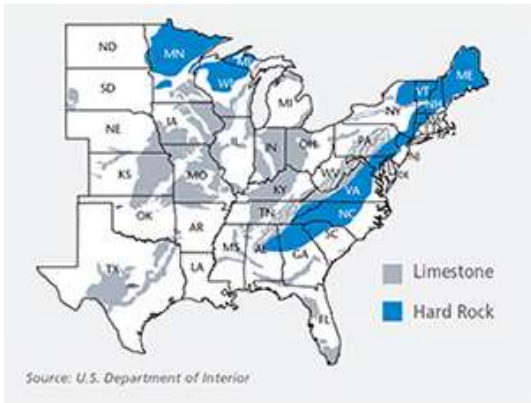 ND
MN
MI
ME
VT
NH
WI
SD
NY
MI
IA
PA
NE
IL
IN
OH
NJ
WV
DE
KS
MO
VA
KY
NC
TN
OK
AR
SC
MS
AL
GA
LA
TX
FL
Limestone
Hard Rock
Source: U.S. Department of Interior